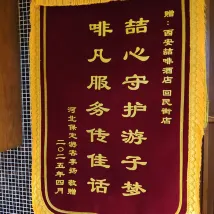 赠：西安喆啡酒店 回民街店
喆心守护游子梦
啡凡服务传佳话
河北保定游客李扬 敬赠
二〇二五年四月